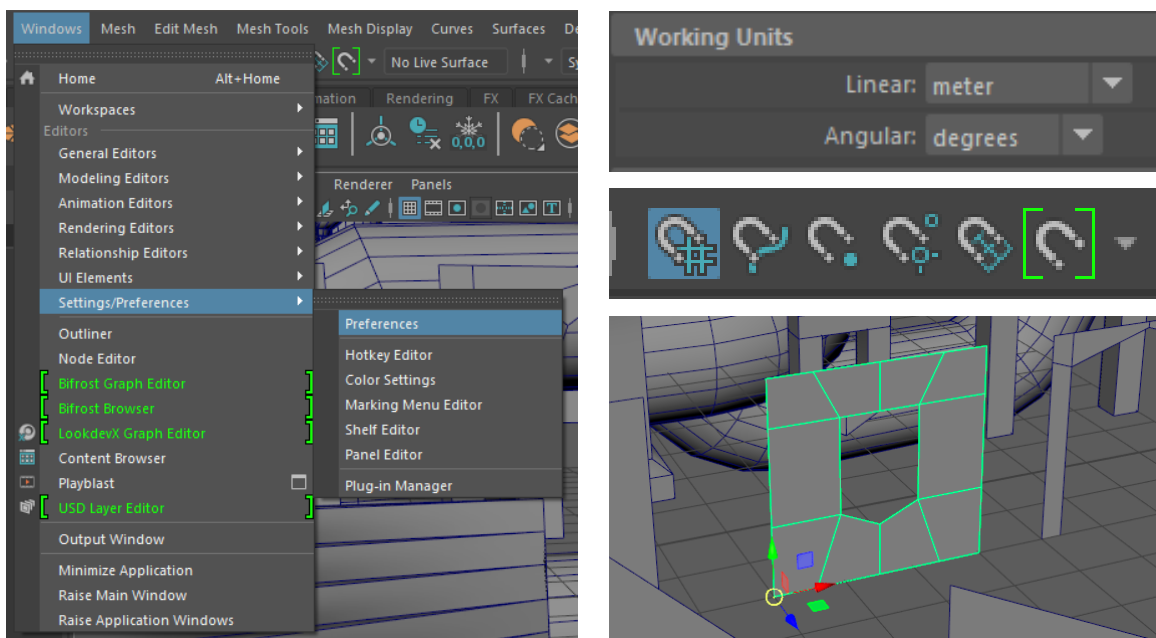 Windows Mesh Edit Mesh Mesh Tools Mesh Display Curves Surfaces
No Live Surface
Home Alt+Home
Workspaces
Rendering FX FX Cach
Editors
General Editors
0,0,0
Modeling Editors
Renderer Panels
Animation Editors
T
Rendering Editors
Relationship Editors
UI Elements
Settings/Preferences
Preferences
Outliner
Node Editor
Hotkey Editor
Bifrost Graph Editor
Color Settings
Bifrost Browser
Marking Menu Editor
LookdevX Graph Editor
Shelf Editor
Content Browser
Panel Editor
Playblast
Plug-in Manager
USD Layer Editor
Output Window
Minimize Application
Raise Main Window
Raise Application Windows
Working Units
Linear: meter
Angular: degrees